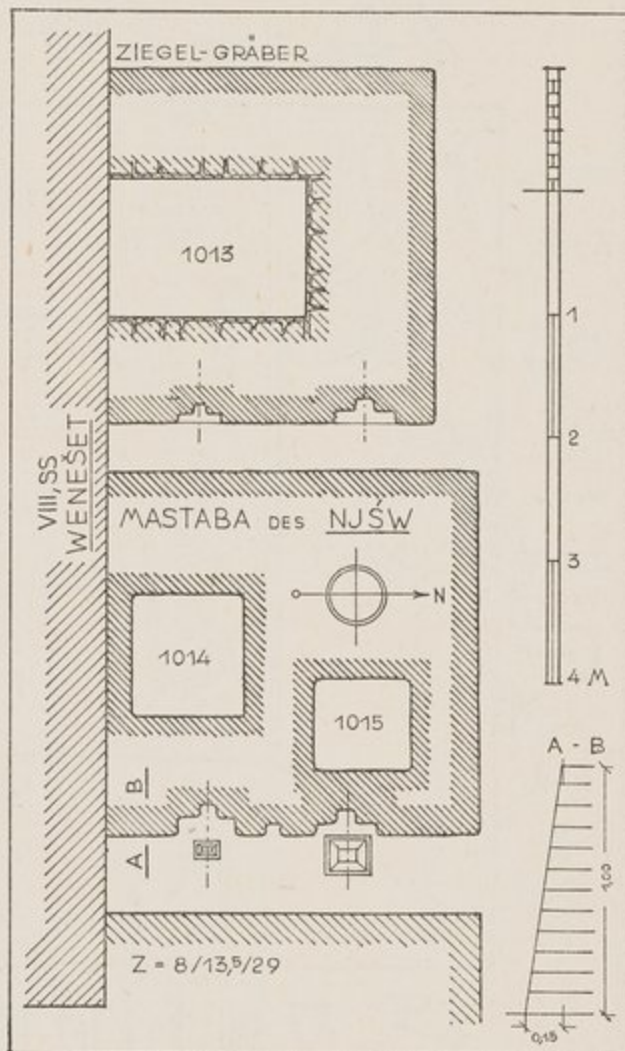 ZIEGEL-GRÄBER
1013
1
2
VIII, SS
WENEŠET
MASTABA DES NJŚW
N
3
1014
4 M
1015
A - B
B
A
1,00
Z = 8/13,5/29
0,15